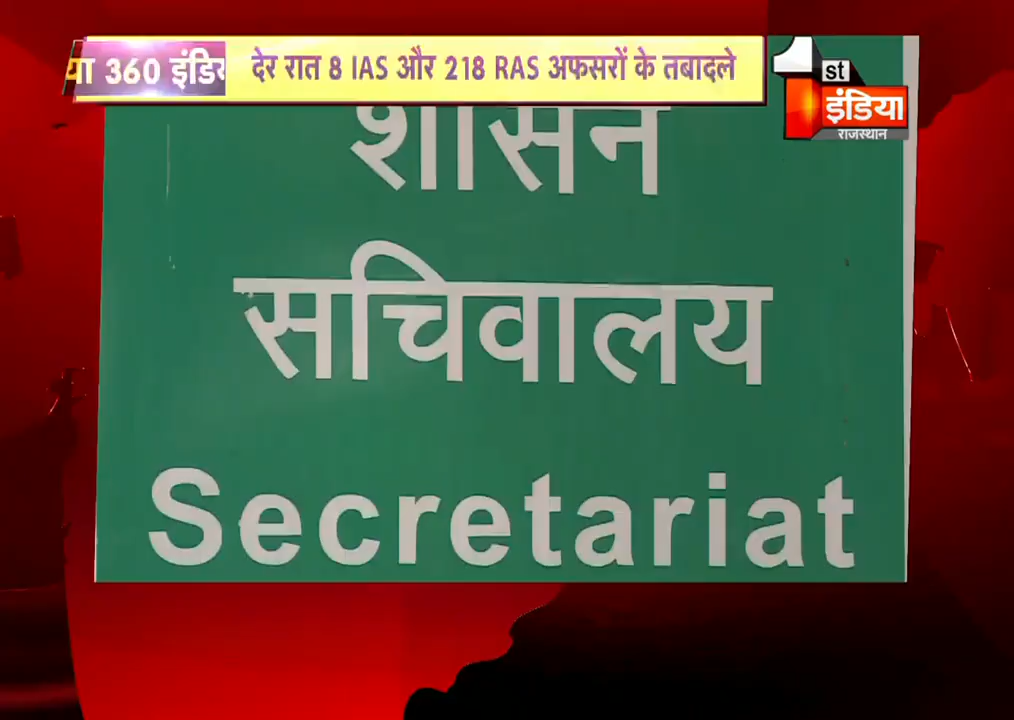 या 360 इंडिय
देर रात 8 IAS और 218 RAS अफसरों के तबादले
1st
इंडिया
राजस्थान
शासन
सचिवालय
Secretariat